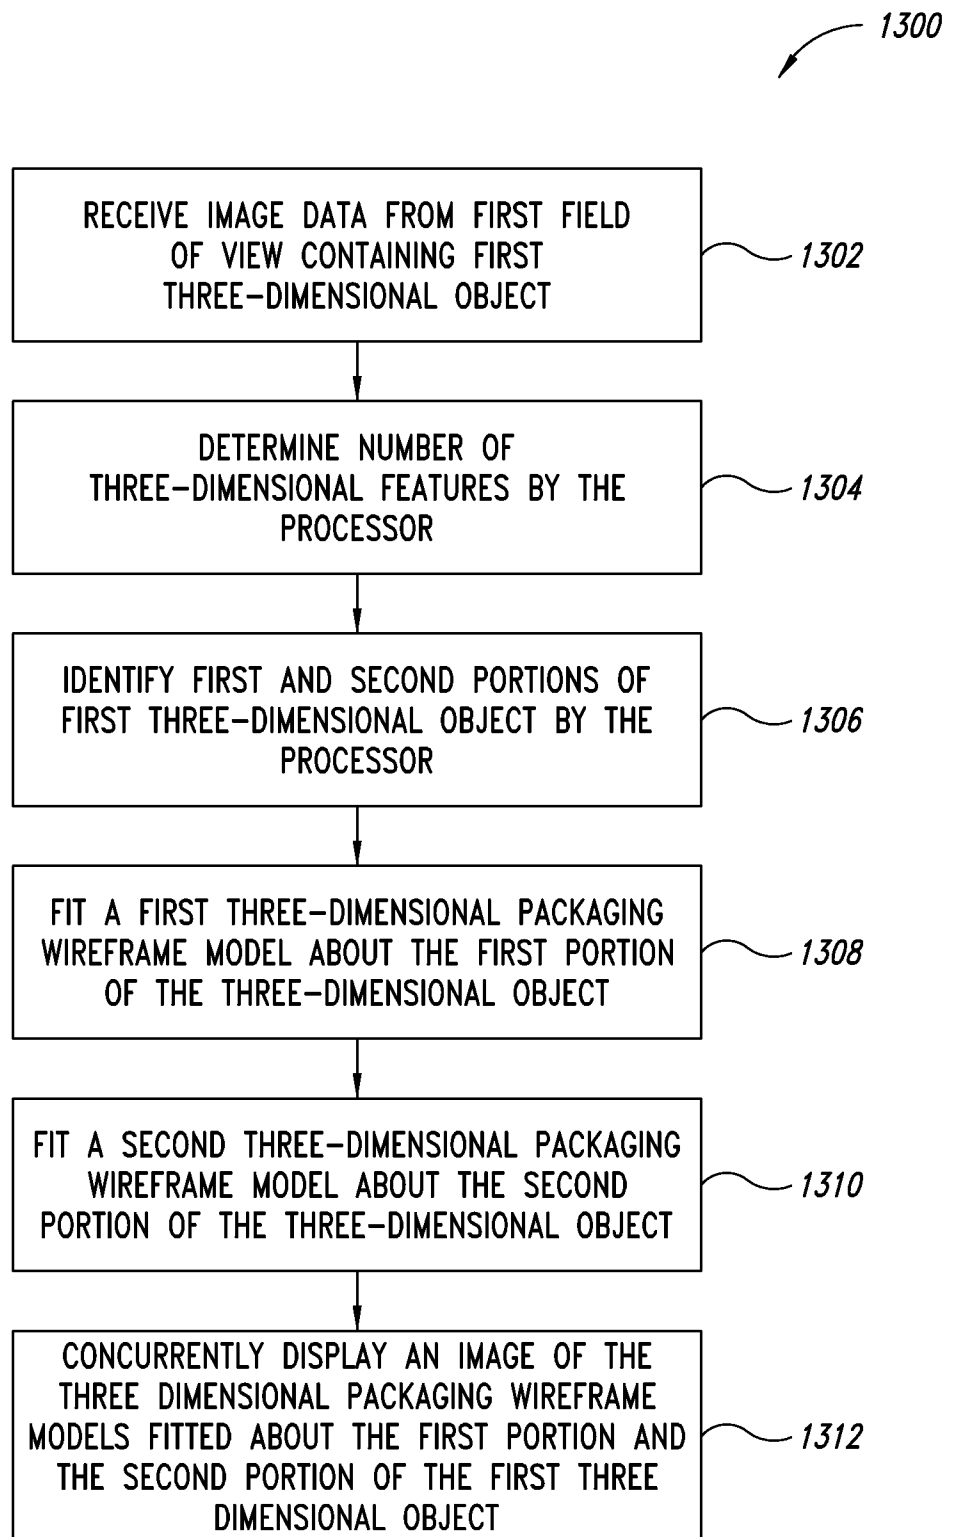 1300
RECEIVE IMAGE DATA FROM FIRST FIELD
OF VIEW CONTAINING FIRST
THREE-DIMENSIONAL OBJECT
1302
DETERMINE NUMBER OF
THREE-DIMENSIONAL FEATURES BY THE
PROCESSOR
1304
IDENTIFY FIRST AND SECOND PORTIONS OF
FIRST THREE-DIMENSIONAL OBJECT BY THE
PROCESSOR
1306
FIT A FIRST THREE-DIMENSIONAL PACKAGING
WIREFRAME MODEL ABOUT THE FIRST PORTION
OF THE THREE-DIMENSIONAL OBJECT
1308
FIT A SECOND THREE-DIMENSIONAL PACKAGING
WIREFRAME MODEL ABOUT THE SECOND
PORTION OF THE THREE-DIMENSIONAL OBJECT
1310
CONCURRENTLY DISPLAY AN IMAGE OF THE
THREE DIMENSIONAL PACKAGING WIREFRAME
MODELS FITTED ABOUT THE FIRST PORTION AND
THE SECOND PORTION OF THE FIRST THREE
DIMENSIONAL OBJECT
1312